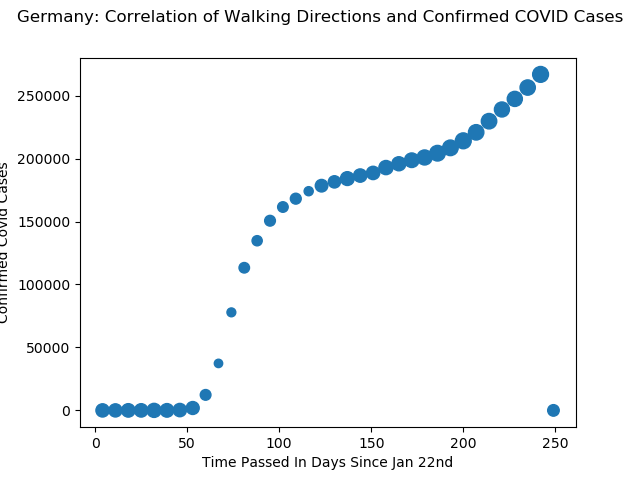 Germany: Correlation of Walking Directions and Confirmed COVID Cases
Confirmed Covid Cases
250000
200000
150000
100000
50000
0
0 50 100 150 200 250
Time Passed In Days Since Jan 22nd